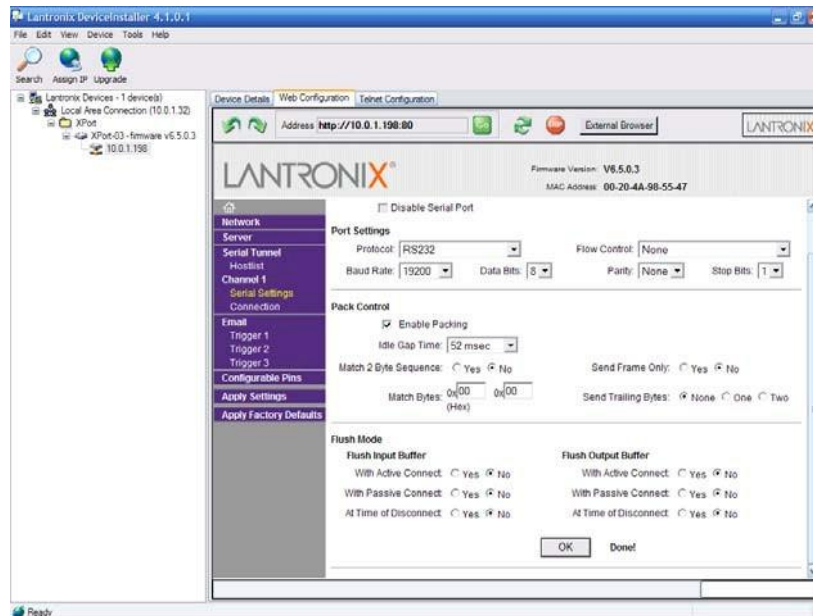 Lantronix DeviceInstaller 4.1.0.1
File Edit View Device Tools Help
Search Assign IP Upgrade
Lantronix Devices - 1 device(s)
Local Area Connection (10.0.1.32)
XPort
XPort-03 - firmware v6.5.0.3
10.0.1.198
Device Details Web Configuration Telnet Configuration
Address http://10.0.1.198:80 Go External Browser LANTRONIX
LANTRONIX®
Firmware Version: V6.5.0.3
MAC Address: 00-20-4A-98-55-47
Network
Server
Serial Tunnel
Hostlist
Channel 1
Serial Settings
Connection
Email
Trigger 1
Trigger 2
Trigger 3
Configurable Pins
Apply Settings
Apply Factory Defaults
Disable Serial Port
Port Settings
Protocol: RS232 Flow Control: None
Baud Rate: 19200 Data Bits: 8 Parity: None Stop Bits: 1
Pack Control
Enable Packing
Idle Gap Time: 52 msec
Match 2 Byte Sequence: Yes No Send Frame Only: Yes No
Match Bytes: 0x 00 0x 00 Send Trailing Bytes: None One Two
(Hex)
Flush Mode
Flush Input Buffer Flush Output Buffer
With Active Connect: Yes No With Active Connect: Yes No
With Passive Connect: Yes No With Passive Connect: Yes No
At Time of Disconnect: Yes No At Time of Disconnect: Yes No
OK Done!
Ready